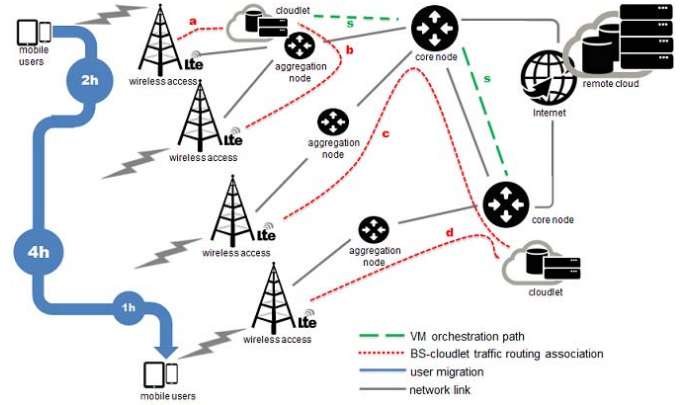 mobile
users
2h
4h
1h
mobile users
a
LTE
wireless access
cloudlet
s
aggregation
node
b
LTE
wireless access
core node
s
Internet
remote cloud
aggregation
node
c
LTE
wireless access
core node
aggregation
node
d
cloudlet
LTE
wireless access
VM orchestration path
BS-cloudlet traffic routing association
user migration
network link